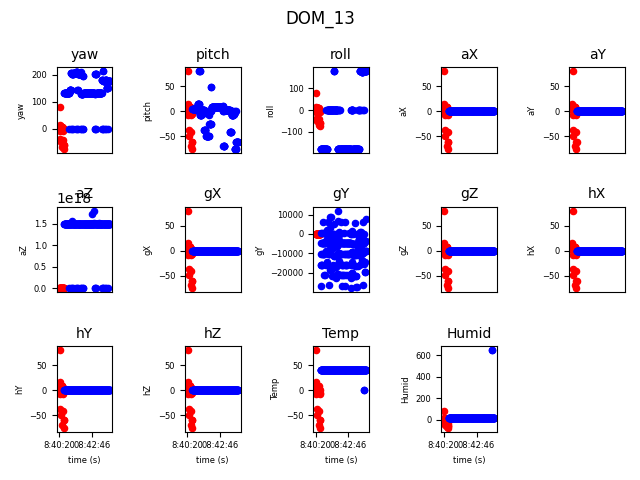 DOM_13
yaw pitch roll aX aY
200
100
0
yaw
50
0
−50
pitch
100
0
−100
roll
50
0
−50
aX
50
0
−50
aY
1e18
aZ gX gY gZ hX
1.5
1.0
0.5
0.0
aZ
50
0
−50
gX
10000
0
−10000
−20000
gY
50
0
−50
gZ
50
0
−50
hX
hY hZ Temp Humid
50
0
−50
hY
50
0
−50
hZ
50
0
−50
Temp
600
400
200
0
Humid
8:40:20 8:42:46 8:40:20 8:42:46 8:40:20 8:42:46 8:40:20 8:42:46
time (s) time (s) time (s) time (s)